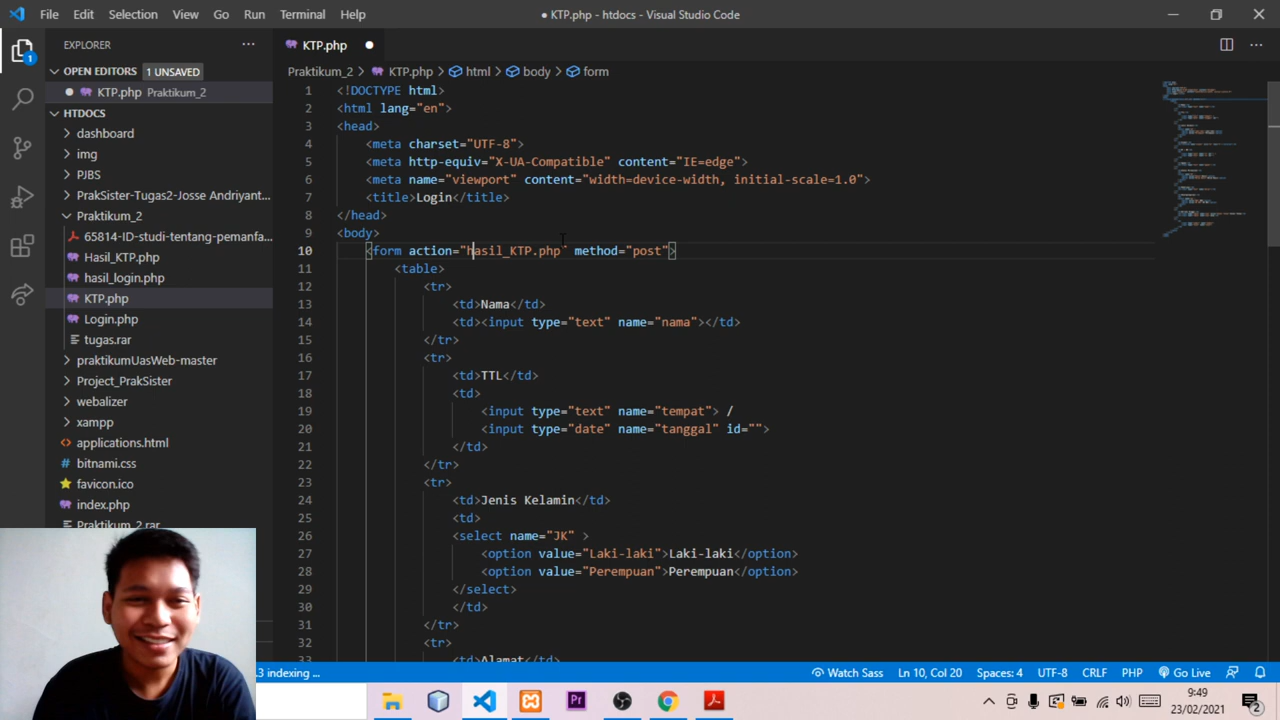 File Edit Selection View Go Run Terminal Help
● KTP.php - htdocs - Visual Studio Code
EXPLORER
OPEN EDITORS 1 UNSAVED
KTP.php Praktikum_2
HTDOCS
dashboard
img
PJBS
PrakSister-Tugas2-Josse Andriyant...
Praktikum_2
65814-ID-studi-tentang-pemanfa...
Hasil_KTP.php
hasil_login.php
KTP.php
Login.php
tugas.rar
praktikumUasWeb-master
Project_PrakSister
webalizer
xampp
applications.html
bitnami.css
favicon.ico
index.php
Praktikum_2.rar
KTP.php
Praktikum_2 > KTP.php > html > body > form
1 <!DOCTYPE html>
2 <html lang="en">
3 <head>
4 <meta charset="UTF-8">
5 <meta http-equiv="X-UA-Compatible" content="IE=edge">
6 <meta name="viewport" content="width=device-width, initial-scale=1.0">
7 <title>Login</title>
8 </head>
9 <body>
10 <form action="hasil_KTP.php" method="post">
11 <table>
12 <tr>
13 <td>Nama</td>
14 <td><input type="text" name="nama"></td>
15 </tr>
16 <tr>
17 <td>TTL</td>
18 <td>
19 <input type="text" name="tempat"> /
20 <input type="date" name="tanggal" id="">
21 </td>
22 </tr>
23 <tr>
24 <td>Jenis Kelamin</td>
25 <td>
26 <select name="JK" >
27 <option value="Laki-laki">Laki-laki</option>
28 <option value="Perempuan">Perempuan</option>
29 </select>
30 </td>
31 </tr>
32 <tr>
33 <td>Alamat</td>
.3 indexing ...
Watch Sass Ln 10, Col 20 Spaces: 4 UTF-8 CRLF PHP Go Live
9:49
23/02/2021